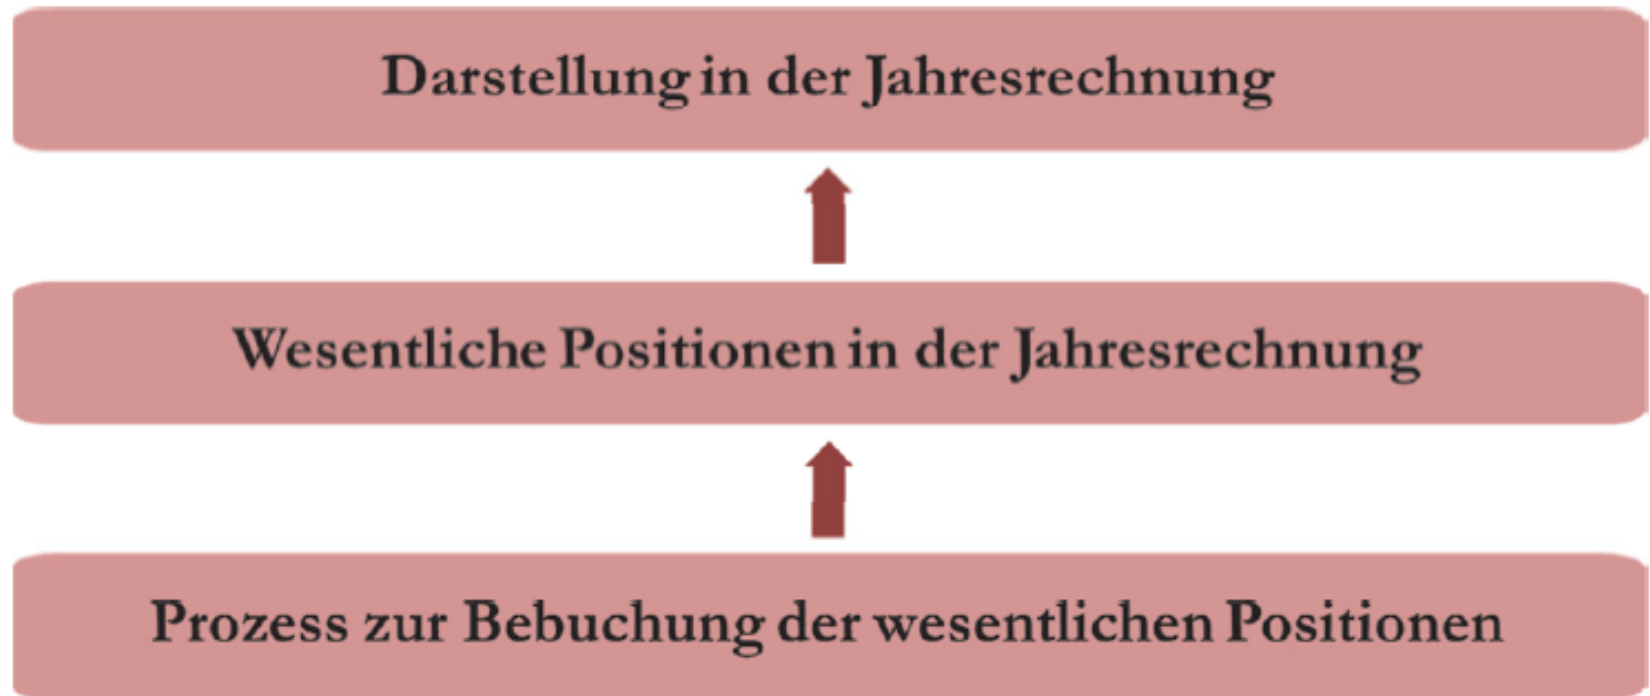 Darstellung in der Jahresrechnung
Wesentliche Positionen in der Jahresrechnung
Prozess zur Bebuchung der wesentlichen Positionen